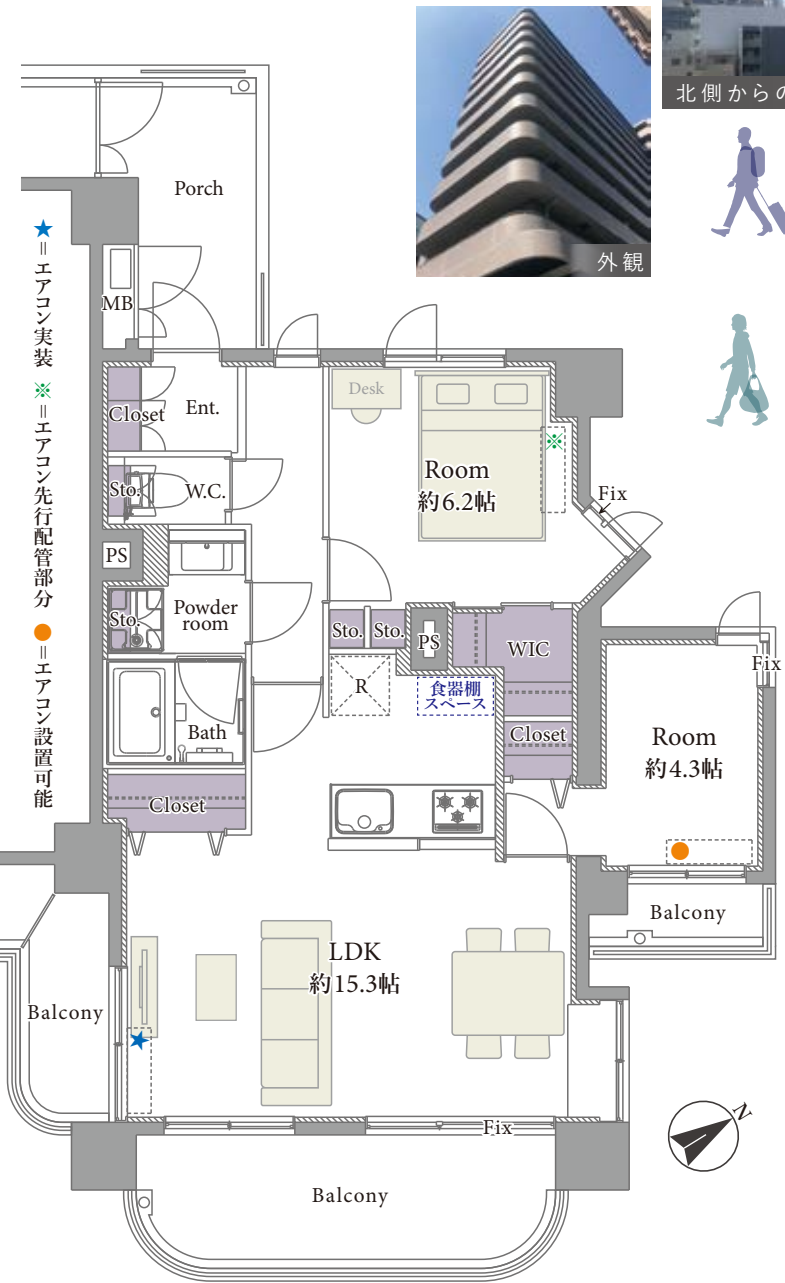 外観
北側からの
Porch
★＝エアコン実装 ※＝エアコン先行配管部分 ●＝エアコン設置可能
MB
Closet
Ent.
Desk
Room
約6.2帖
Sto.
W.C.
Fix
PS
Sto.
Powder
room
Sto.
Sto.
PS
WIC
Fix
R
食器棚
スペース
Bath
Closet
Room
約4.3帖
Closet
Balcony
LDK
約15.3帖
Balcony
Fix
N
Balcony